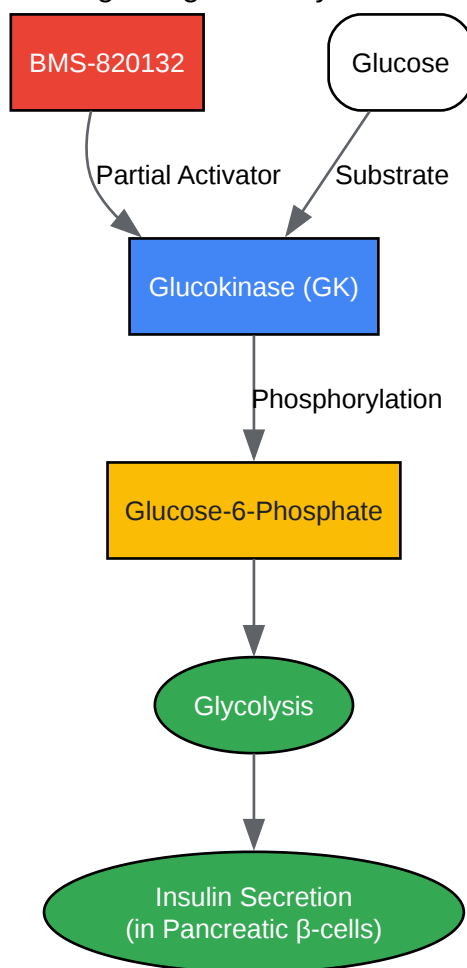 BMS-820132
Glucose
Partial Activator
Substrate
Glucokinase (GK)
Phosphorylation
Glucose-6-Phosphate
Glycolysis
Insulin Secretion
(in Pancreatic β-cells)